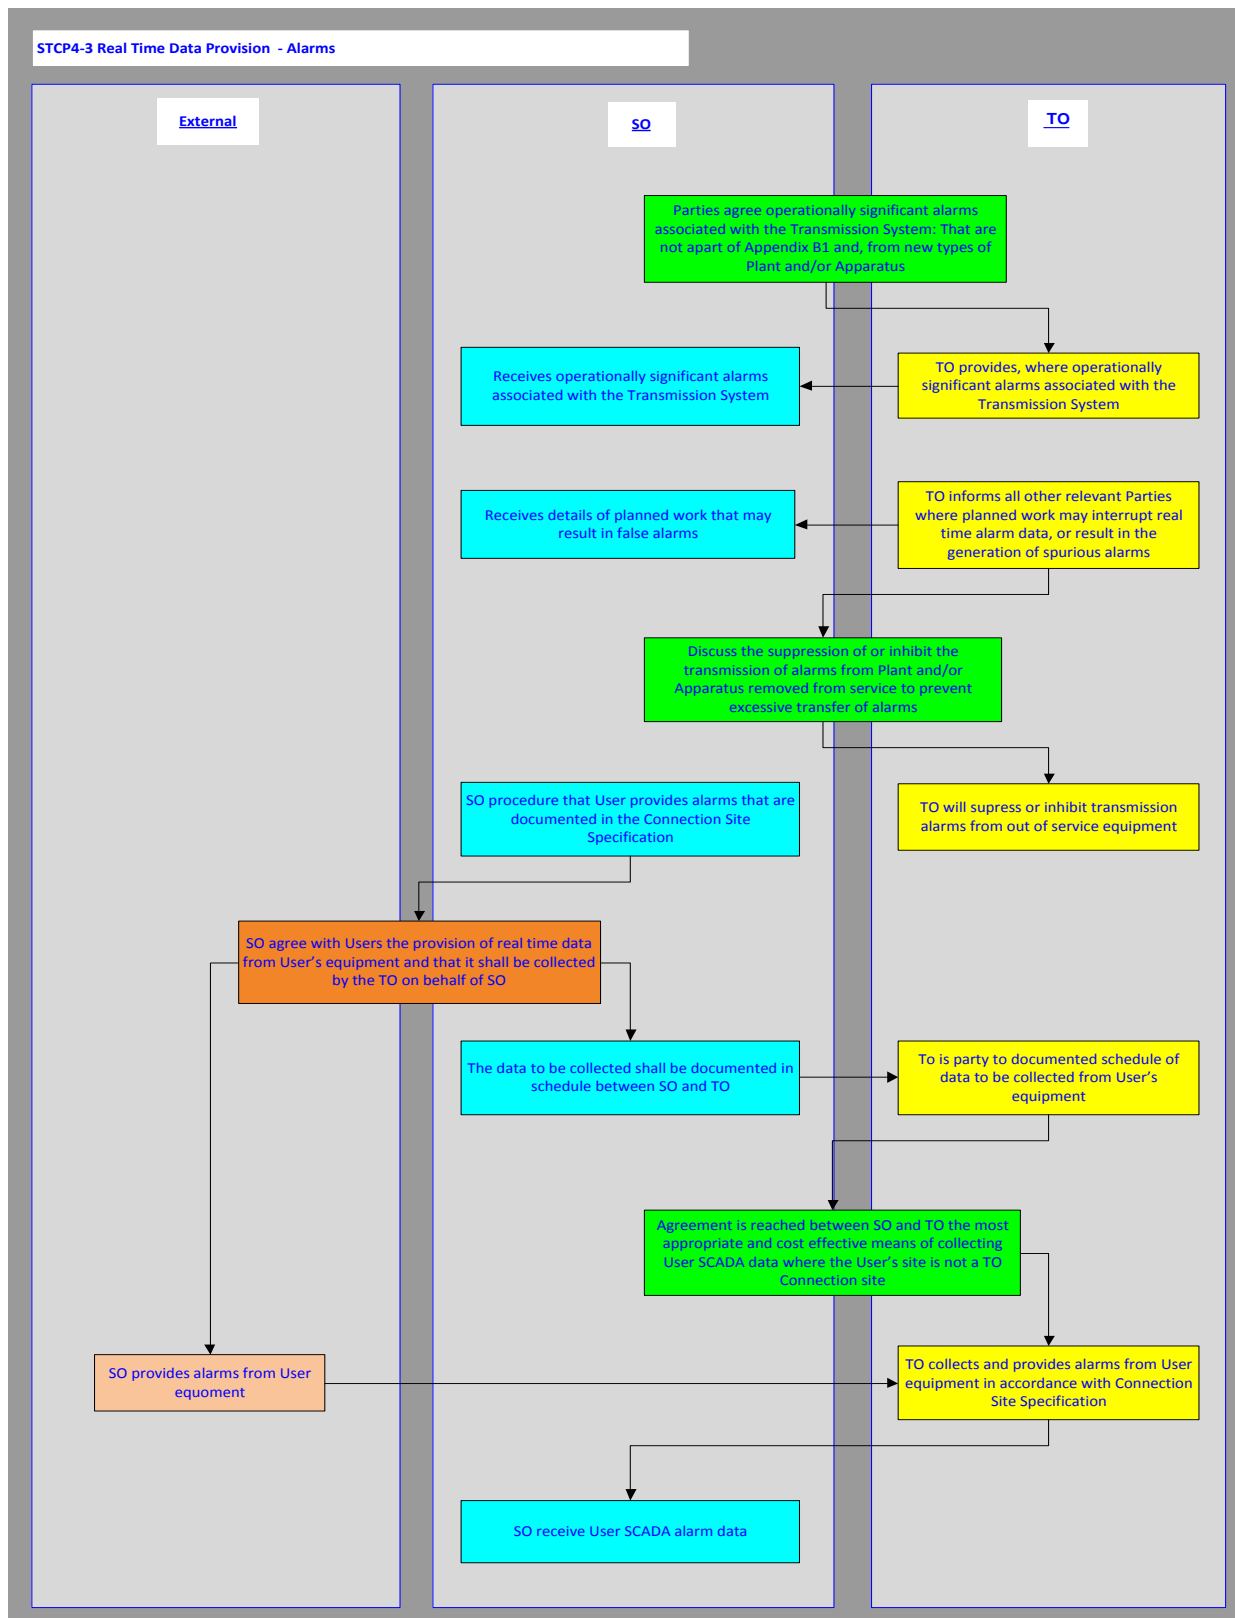 STCP4-3 Real Time Data Provision  - Alarms
External
SO
TO
Parties agree operationally significant alarms
associated with the Transmission System: That are
not apart of Appendix B1 and, from new types of
Plant and/or Apparatus
Receives operationally significant alarms
associated with the Transmission System
TO provides, where operationally
significant alarms associated with the
Transmission System
Receives details of planned work that may
result in false alarms
TO informs all other relevant Parties
where planned work may interrupt real
time alarm data, or result in the
generation of spurious alarms
Discuss the suppression of or inhibit the
transmission of alarms from Plant and/or
Apparatus removed from service to prevent
excessive transfer of alarms
SO procedure that User provides alarms that are
documented in the Connection Site
Specification
TO will supress or inhibit transmission
alarms from out of service equipment
SO agree with Users the provision of real time data
from User's equipment and that it shall be collected
by the TO on behalf of SO
The data to be collected shall be documented in
schedule between SO and TO
To is party to documented schedule of
data to be collected from User's
equipment
Agreement is reached between SO and TO the most
appropriate and cost effective means of collecting
User SCADA data where the User's site is not a TO
Connection site
SO provides alarms from User
equoment
TO collects and provides alarms from User
equipment in accordance with Connection
Site Specification
SO receive User SCADA alarm data